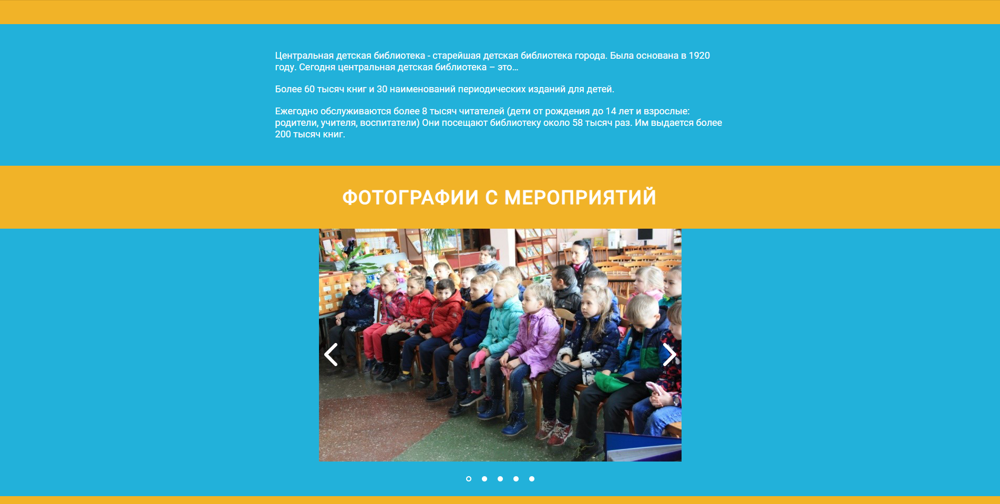 Центральная детская библиотека - старейшая детская библиотека города. Была основана в 1920
году. Сегодня центральная детская библиотека – это...
Более 60 тысяч книг и 30 наименований периодических изданий для детей.
Ежегодно обслуживаются более 8 тысяч читателей (дети от рождения до 14 лет и взрослые:
родители, учителя, воспитатели) Они посещают библиотеку около 58 тысяч раз. Им выдается более
200 тысяч книг.
ФОТОГРАФИИ С МЕРОПРИЯТИЙ